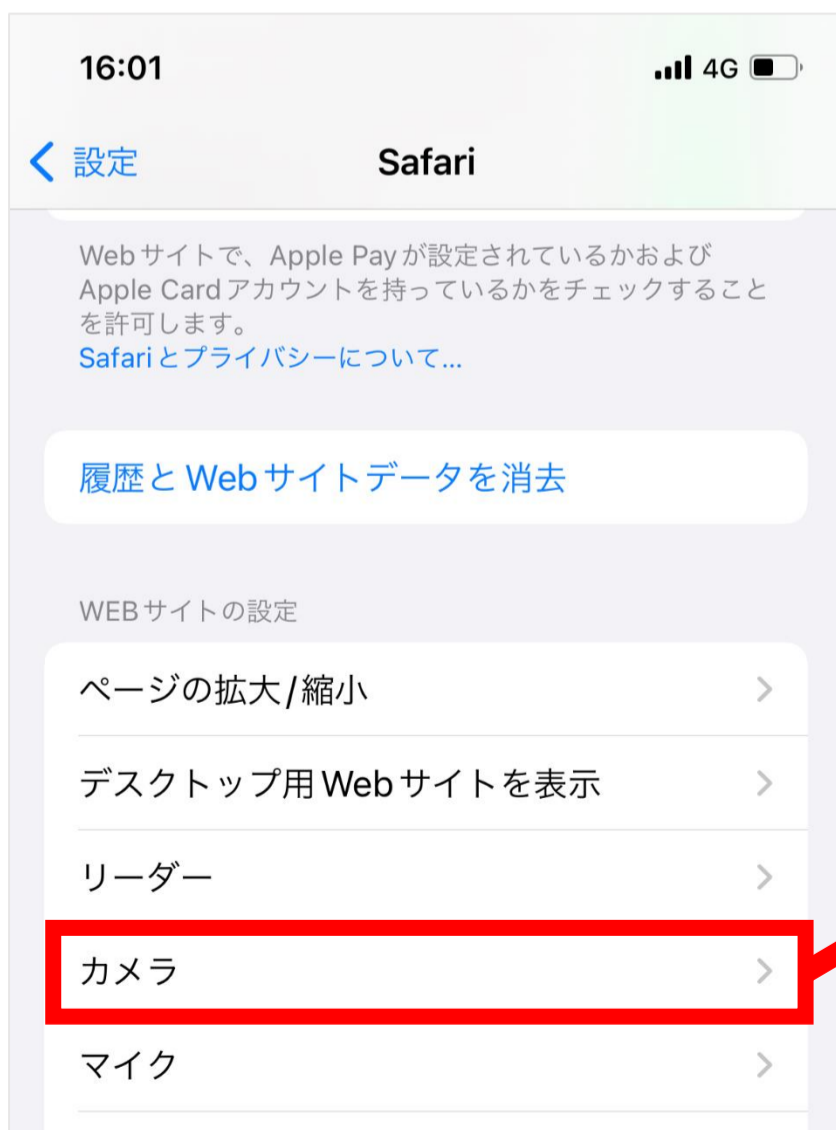 16:01
4G
設定
Safari
Webサイトで、Apple Payが設定されているかおよび
Apple Cardアカウントを持っているかをチェックすること
を許可します。
Safariとプライバシーについて...
履歴とWebサイトデータを消去
WEBサイトの設定
ページの拡大/縮小
デスクトップ用Webサイトを表示
リーダー
カメラ
マイク